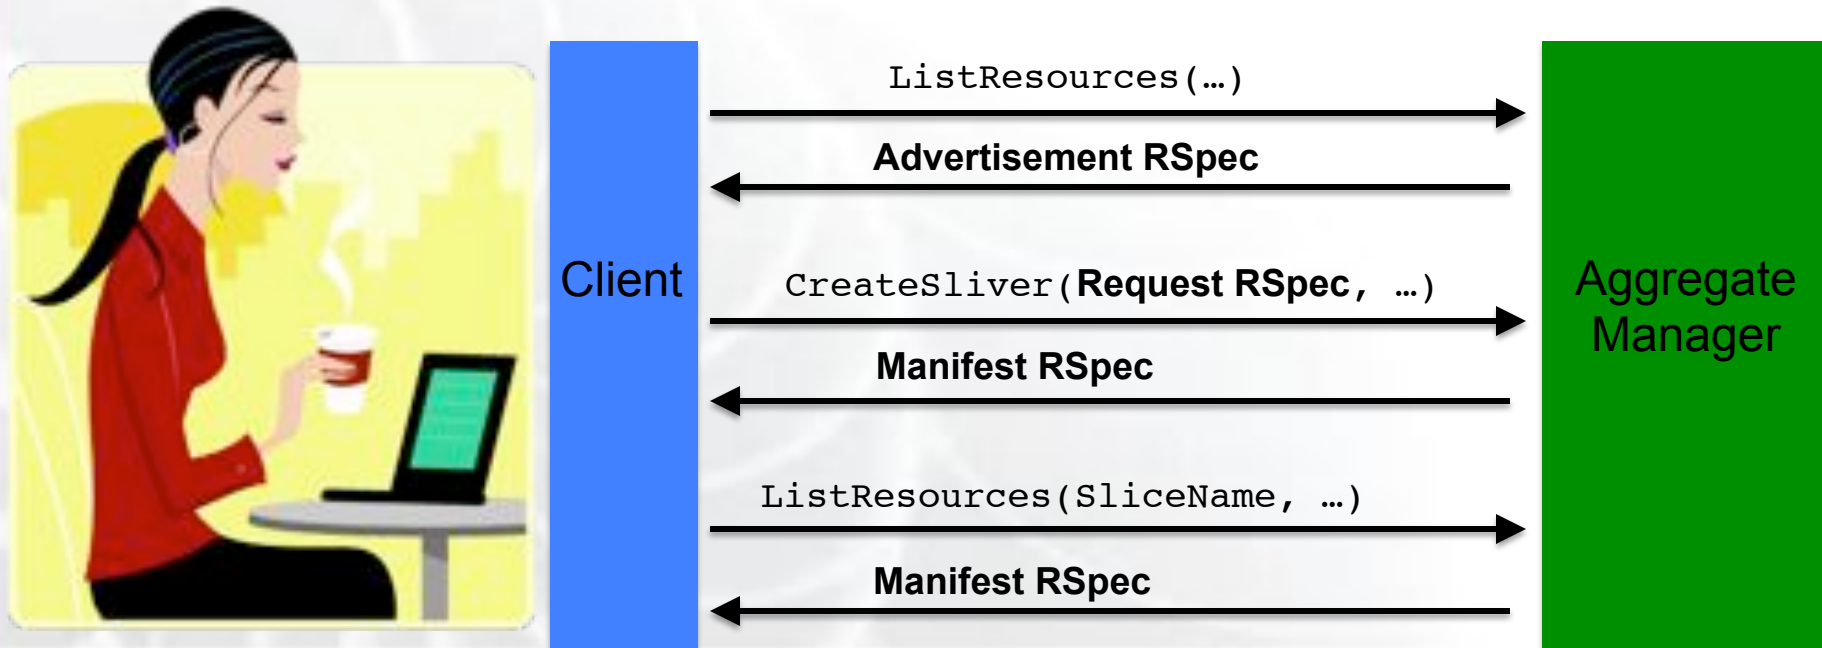 ListResources(…)
Advertisement RSpec
Client
CreateSliver(Request RSpec, …)
Aggregate
Manager
Manifest RSpec
ListResources(SliceName, …)
Manifest RSpec